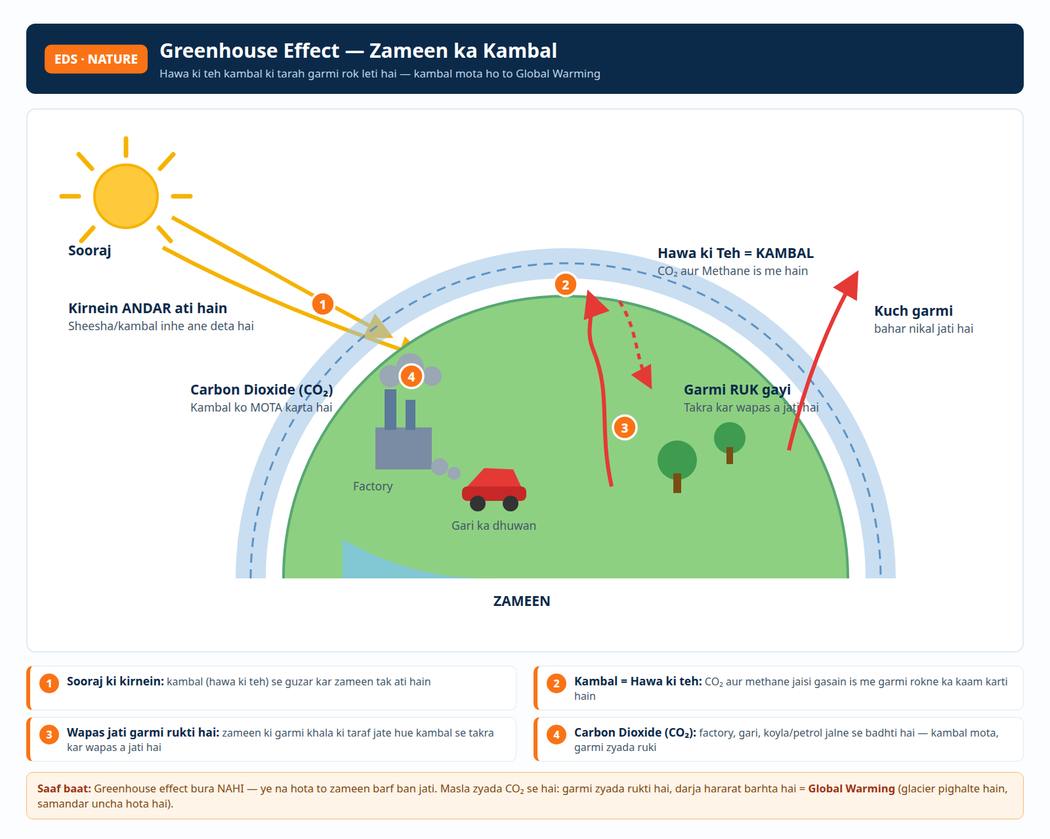 EDS · NATURE
Greenhouse Effect — Zameen ka Kambal
Hawa ki teh kambal ki tarah garmi rok leti hai — kambal mota ho to Global Warming
Sooraj
Hawa ki Teh = KAMBAL
CO₂ aur Methane is me hain
2
1
Kirnein ANDAR ati hain
Sheesha/kambal inhe ane deta hai
Kuch garmi
bahar nikal jati hai
4
Carbon Dioxide (CO₂)
Kambal ko MOTA karta hai
Garmi RUK gayi
Takra kar wapas a jati hai
3
Factory
Gari ka dhuwan
ZAMEEN
1 Sooraj ki kirnein: kambal (hawa ki teh) se guzar kar zameen tak ati hain
2 Kambal = Hawa ki teh: CO₂ aur methane jaisi gasain is me garmi rokne ka kaam karti
hain
3 Wapas jati garmi rukti hai: zameen ki garmi khala ki taraf jate hue kambal se takra
kar wapas a jati hai
4 Carbon Dioxide (CO₂): factory, gari, koyla/petrol jalne se badhti hai — kambal mota,
garmi zyada ruki
Saaf baat: Greenhouse effect bura NAHI — ye na hota to zameen barf ban jati. Masla zyada CO₂ se hai: garmi zyada rukti hai, darja hararat barhta hai = Global Warming (glacier pighalte hain,
samandar uncha hota hai).